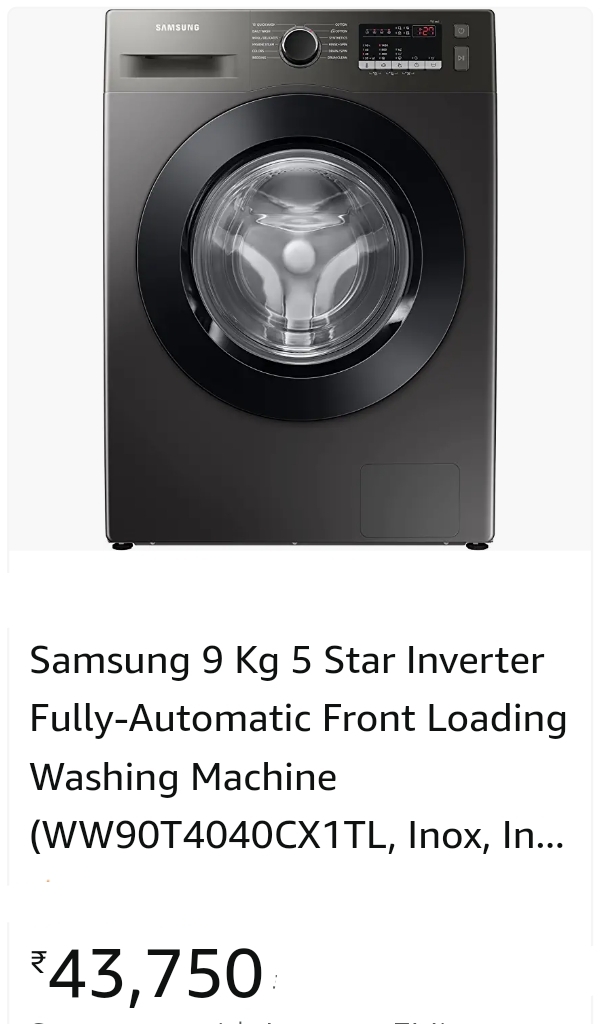 SAMSUNG
Samsung 9 Kg 5 Star Inverter
Fully-Automatic Front Loading
Washing Machine
(WW90T4040CX1TL, Inox, In...
₹43,750